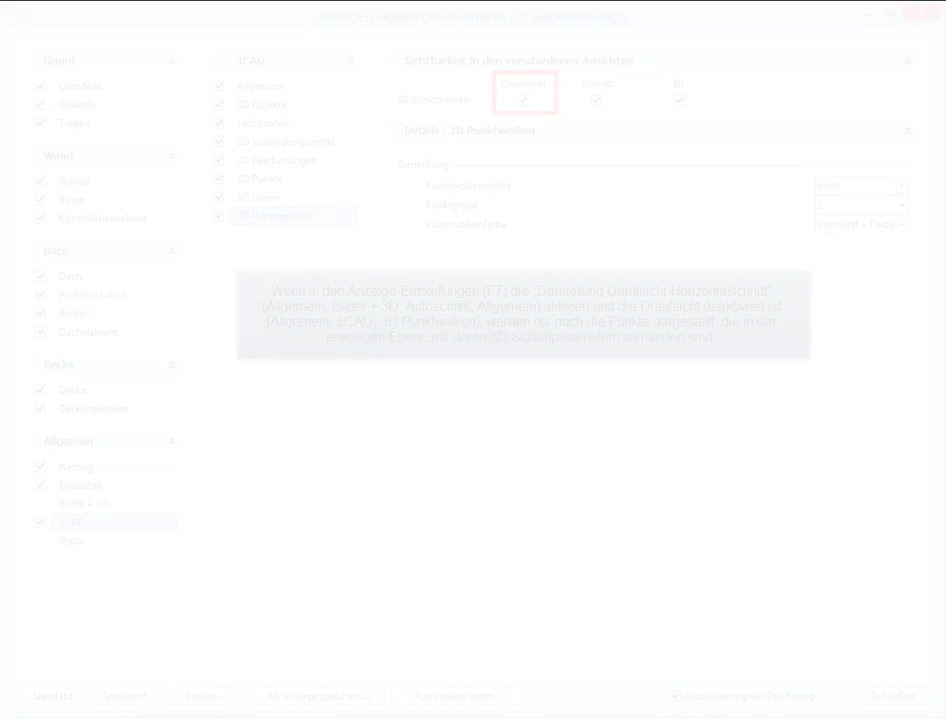 Anzeige-Einstellungen im Projekt
Grund
Grundriss
Gelände
Treppe
Wand
Wände
Raum
Konstruktionsebene
Dach
Dach
Profile/Gauben
Binder
Dachelement
Decke
Decke
Deckenelement
Allgemein
Nesting
Einzelstab
Bilder + 3D
3CAD
Statik
3CAD
Allgemein
3D Objekte
Holzbauteil...
3D Verbindungsmittel
3D Bearbeitungen
3D Punkte
3D Linien
3D Punktwolken
Sichtbarkeit in den verschiedenen Ansichten
Draufsicht Schnitt 3D
3D Punktwolken
Details : 3D Punktwolken
Darstellung
Punktwolkendichte hoch
Punktgröße 2
Punktwolkenfarbe Intensität + Farbe
Wenn in den Anzeige-Einstellungen (F7) die „Darstellung Draufsicht-Horizontalschnitt“
(Allgemein, Bilder + 3D, Autoschnitt, Allgemein) aktiviert und die Draufsicht deaktiviert ist
(Allgemein, 3CAD, 3D Punktwolken), werden nur noch die Punkte dargestellt, die in der
jeweiligen Ebene mit deren 3D Schnittparametern vorhanden sind.
Standard Speichern... Laden... Als Vorlage speichern... Aus Vorlage laden... Aktualisierung der Zeichnung Schließen